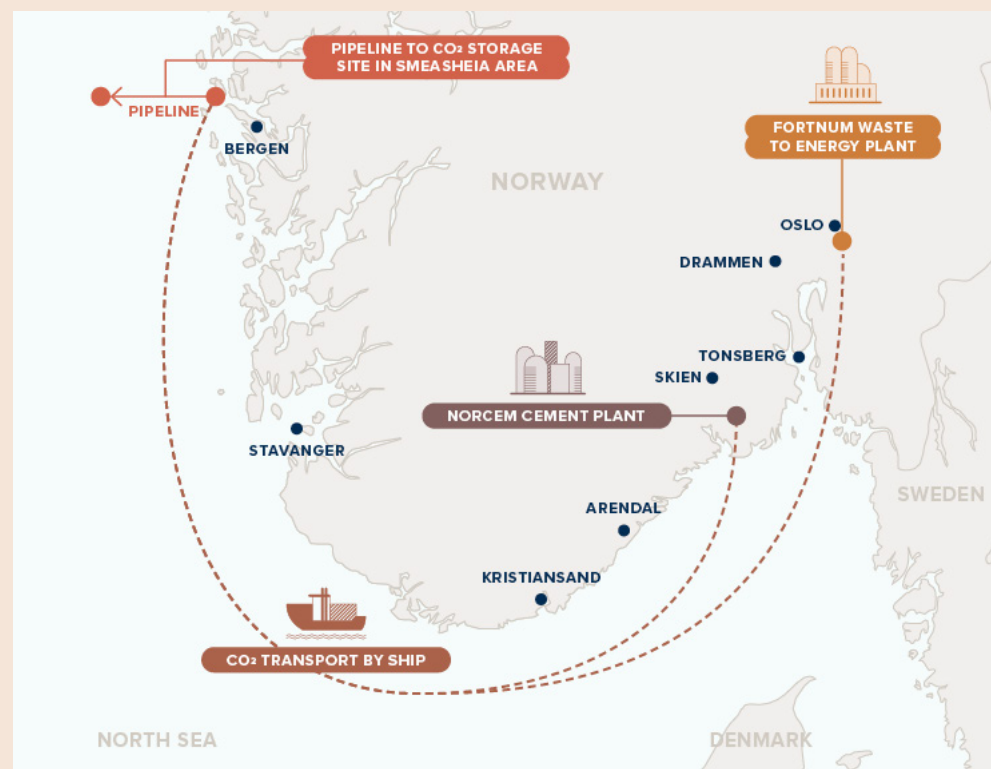 PIPELINE TO CO₂ STORAGE
SITE IN SMEASHEIA AREA
PIPELINE
BERGEN
FORTNUM WASTE
TO ENERGY PLANT
NORWAY
OSLO
DRAMMEN
TONSBERG
SKIEN
NORCEM CEMENT PLANT
STAVANGER
SWEDEN
ARENDAL
KRISTIANSAND
CO₂ TRANSPORT BY SHIP
NORTH SEA
DENMARK